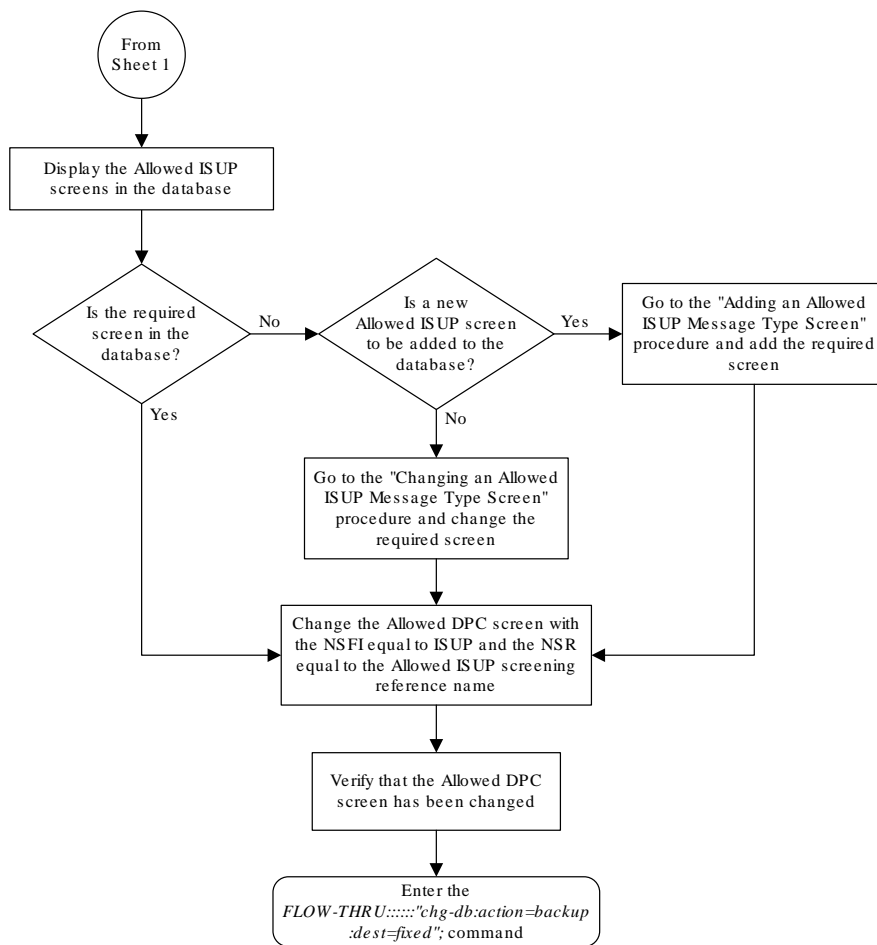 From
Sheet 1
Display the Allowed ISUP
screens in the database
Is the required
screen in the
database?
No
Is a new
Allowed ISUP screen
to be added to the
database?
Yes
Go to the "Adding an Allowed
ISUP Message Type Screen"
procedure and add the required
screen
Yes
No
Go to the "Changing an Allowed
ISUP Message Type Screen"
procedure and change the
required screen
Change the Allowed DPC screen with
the NSFI equal to ISUP and the NSR
equal to the Allowed ISUP screening
reference name
Verify that the Allowed DPC
screen has been changed
Enter the
FLOW-THRU::::::"chg-db:action=backup
:dest=fixed"; command